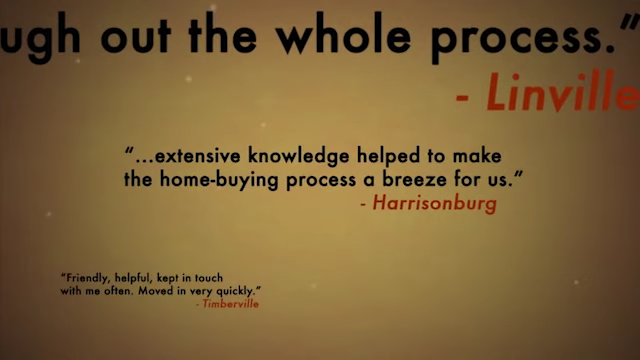 ugh out the whole process.”
- Linville
“...extensive knowledge helped to make
the home-buying process a breeze for us.”
- Harrisonburg
“Friendly, helpful, kept in touch
with me often. Moved in very quickly.”
- Timberville